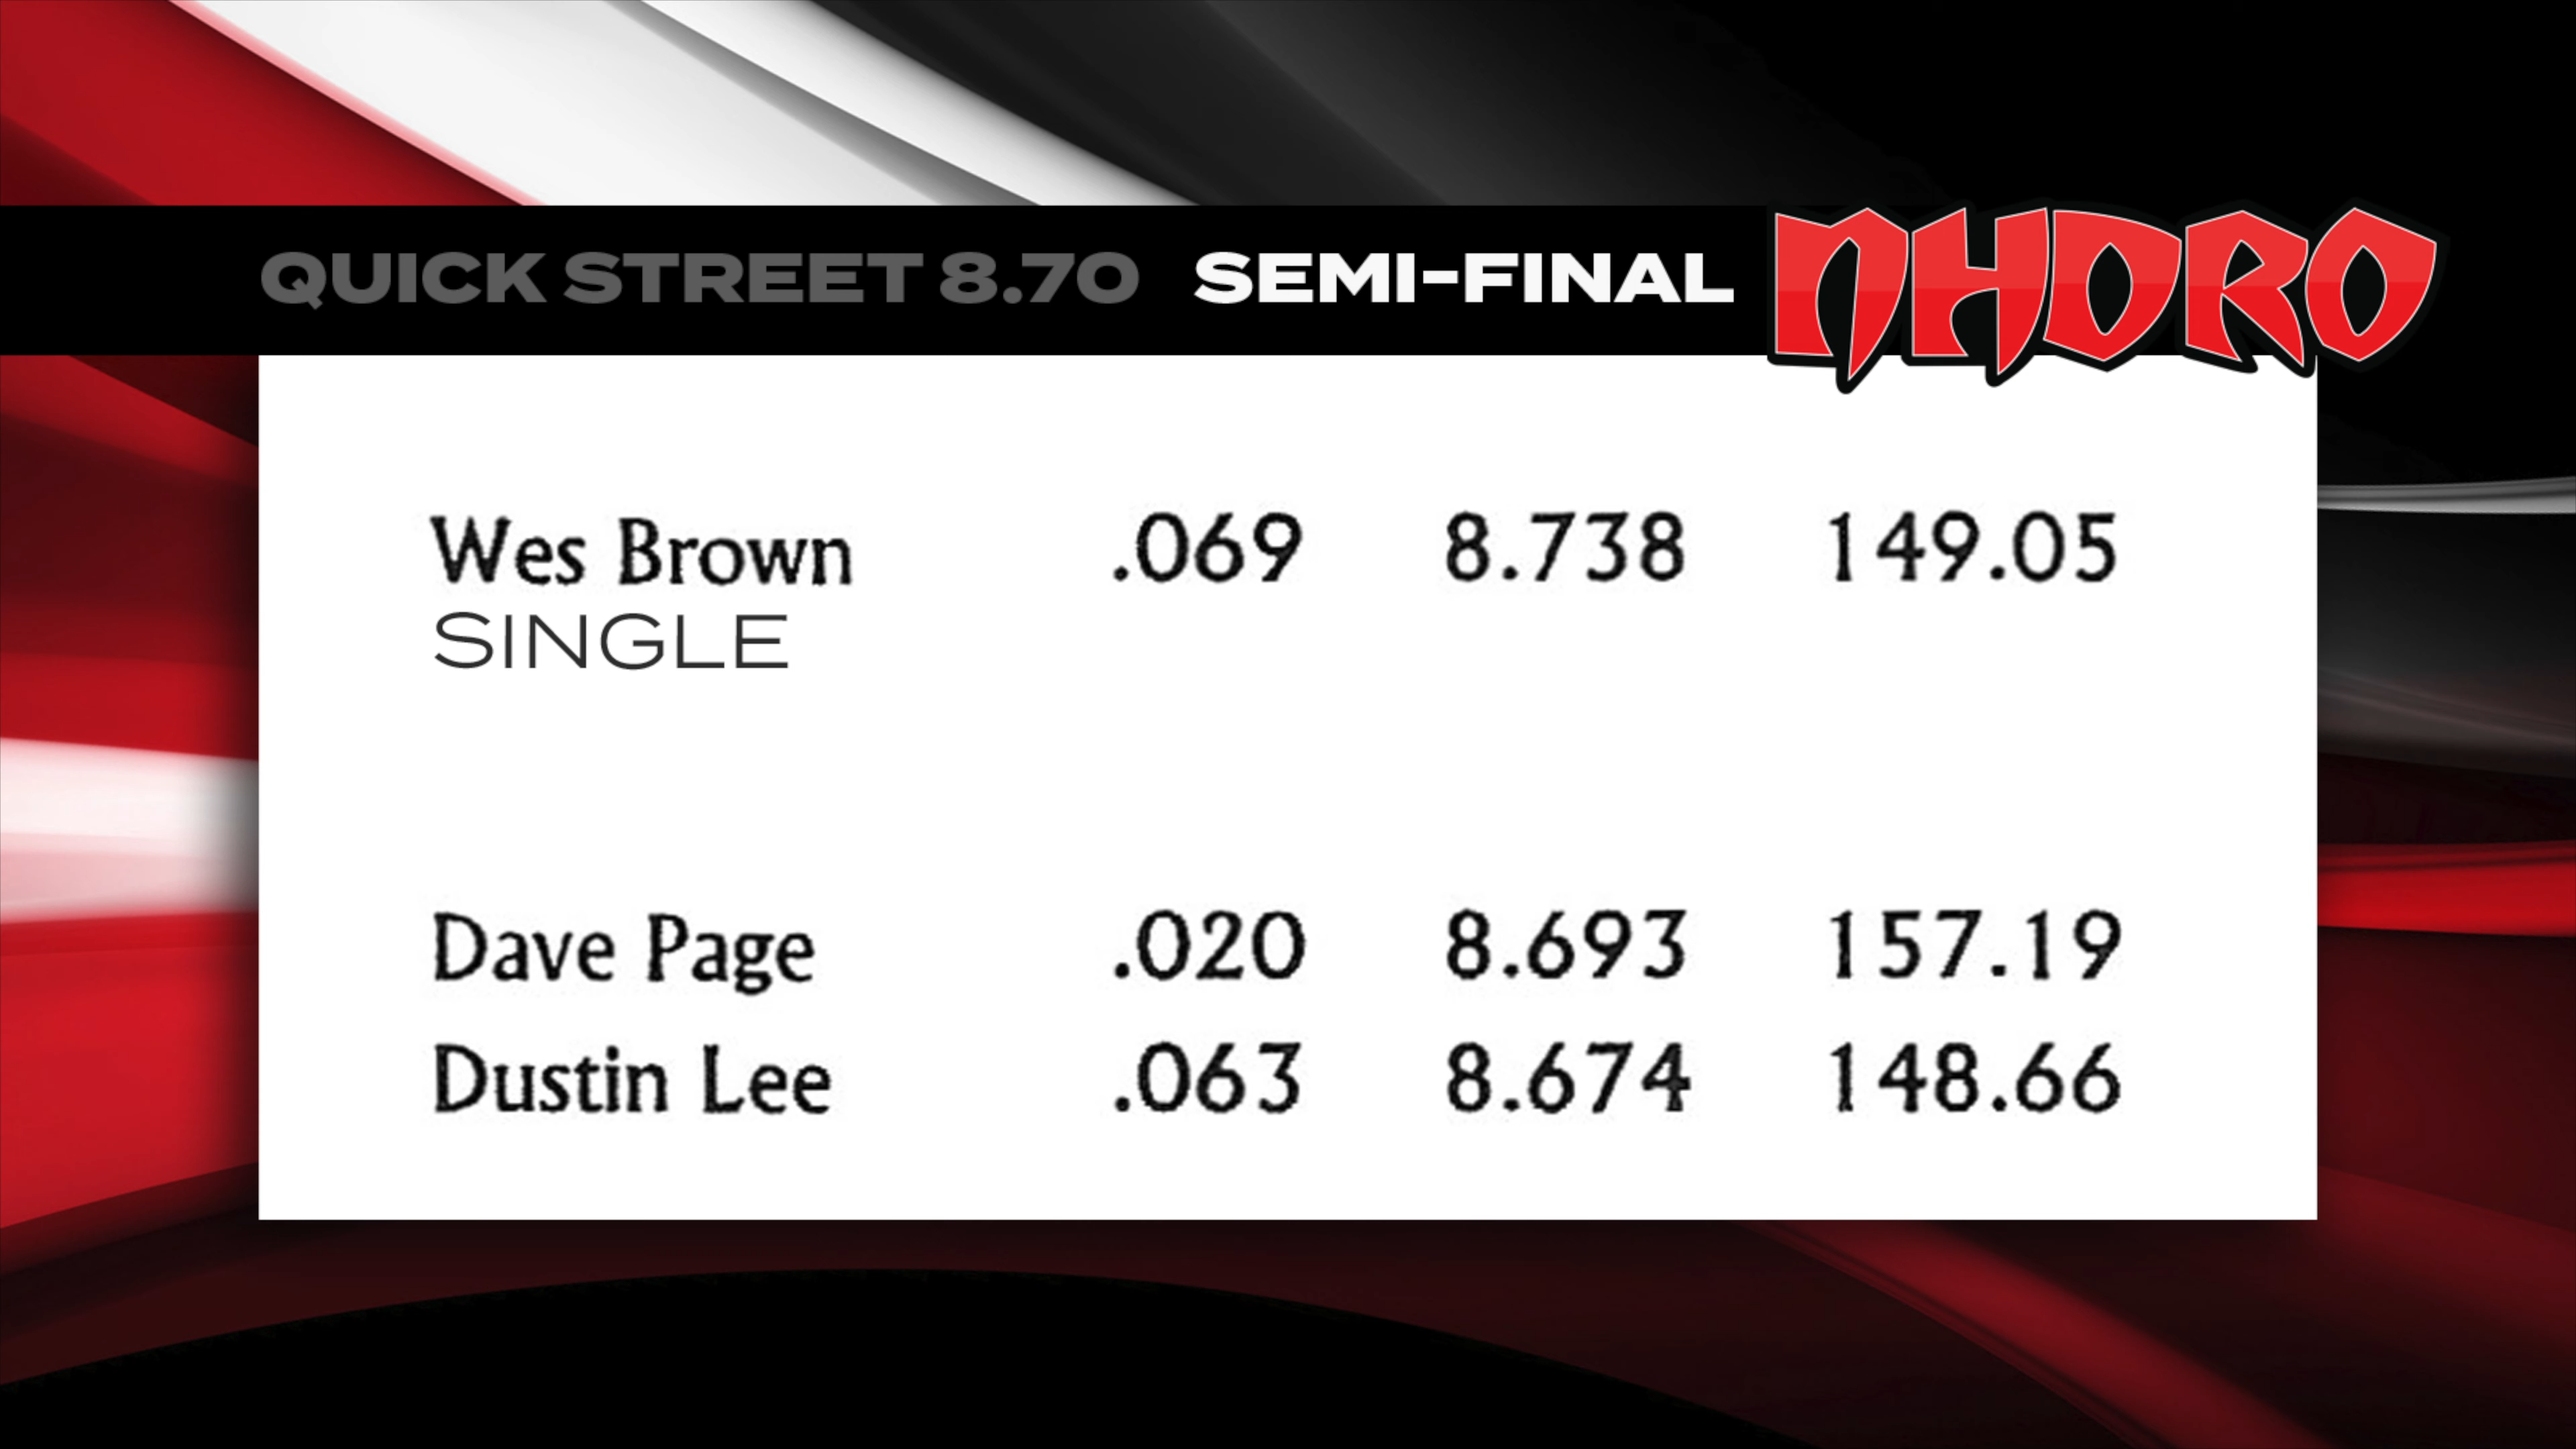 QUICK STREET 8.70 SEMI-FINAL NHDRO
Wes Brown .069 8.738 149.05
SINGLE
Dave Page .020 8.693 157.19
Dustin Lee .063 8.674 148.66